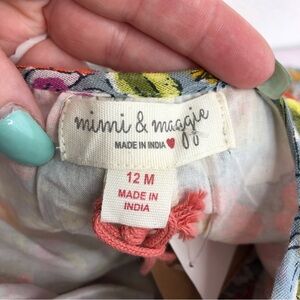 mimi & maggie
MADE IN INDIA
12 M
MADE IN
INDIA